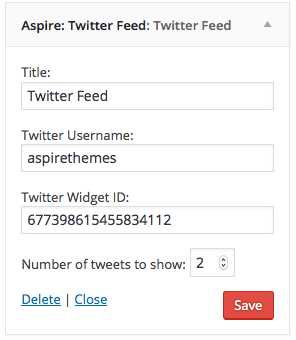 Aspire: Twitter Feed: Twitter Feed
Title:
Twitter Feed
Twitter Username:
aspirethemes
Twitter Widget ID:
677398615455834112
Number of tweets to show: 2
Delete | Close
Save